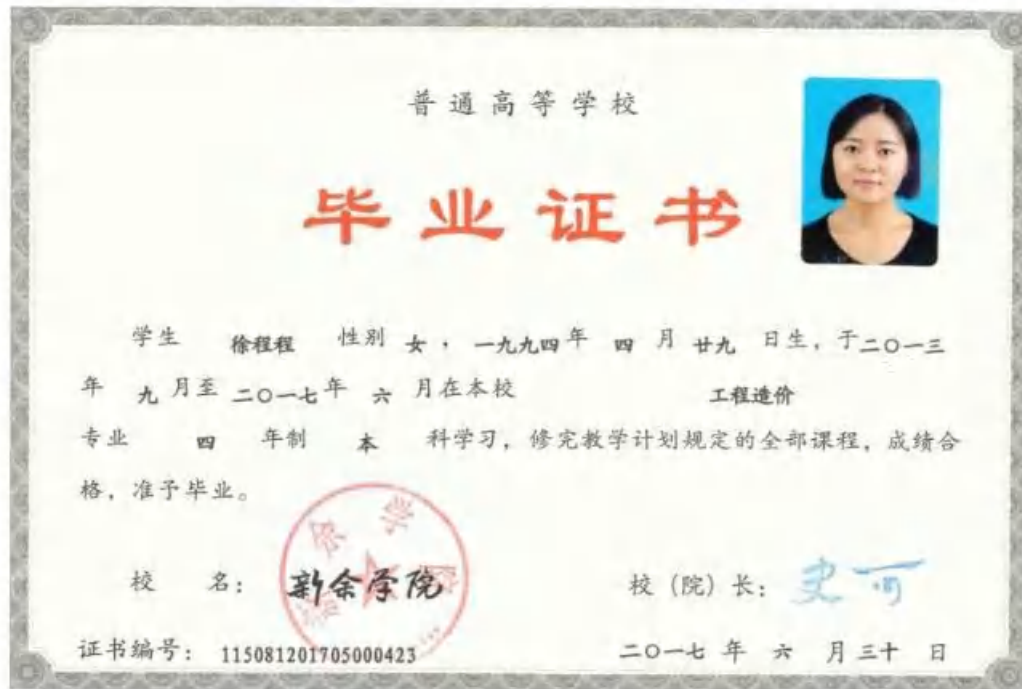 普通高等学校
毕业证书
学生 徐程程 性别 女，一九九四年 四 月 廿九 日生，于二〇一三
年 九 月至 二〇一七年 六 月在本校 工程造价
专业 四 年制 本 科学习，修完教学计划规定的全部课程，成绩合
格，准予毕业。
新余学院
校 名： 新余学院 校（院）长：
证书编号： 115081201705000423 二〇一七 年 六 月 三十 日